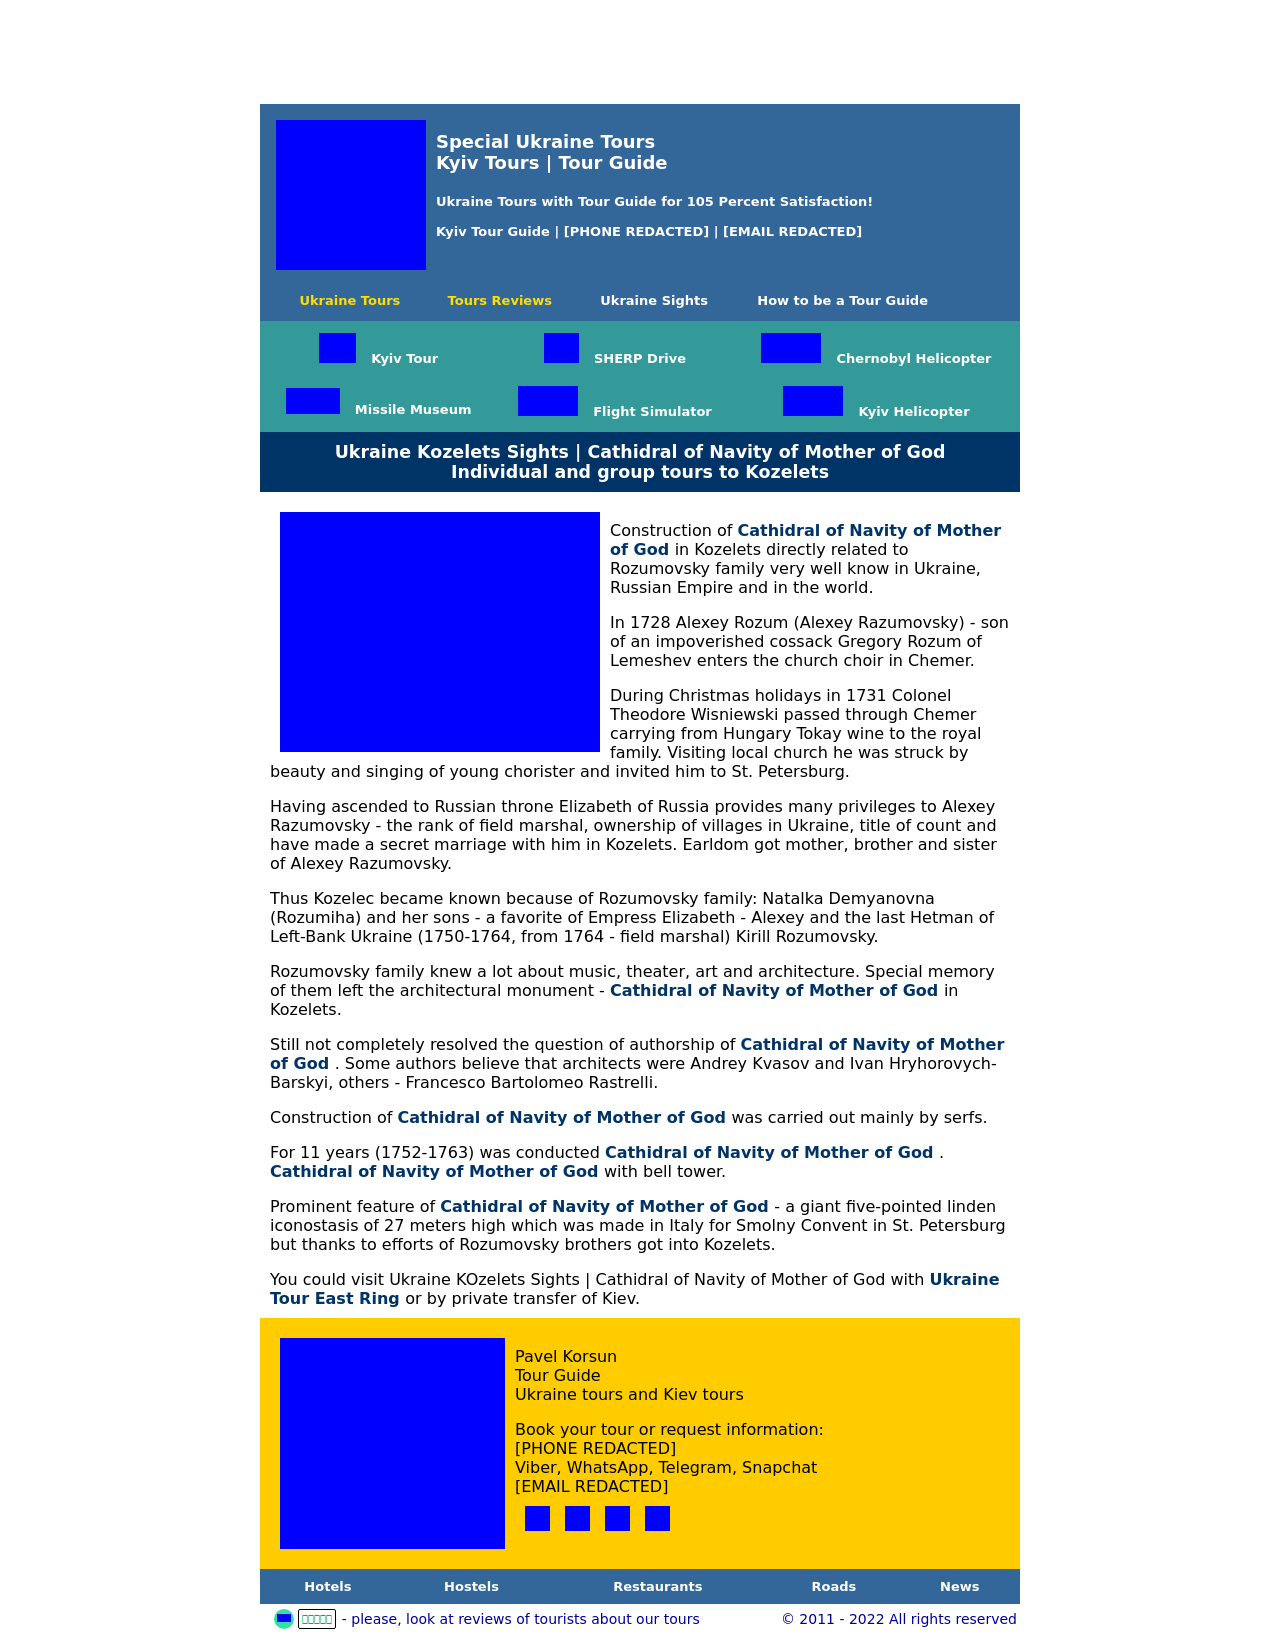 Special Ukraine Tours
Kyiv Tours | Tour Guide
Ukraine Tours with Tour Guide for 105 Percent Satisfaction!
Kyiv Tour Guide | [PHONE REDACTED] | [EMAIL REDACTED]
Ukraine Tours Tours Reviews Ukraine Sights How to be a Tour Guide
Kyiv Tour SHERP Drive Chernobyl Helicopter
Missile Museum Flight Simulator Kyiv Helicopter
Ukraine Kozelets Sights | Cathidral of Navity of Mother of God
Individual and group tours to Kozelets
Construction of Cathidral of Navity of Mother
of God in Kozelets directly related to
Rozumovsky family very well know in Ukraine,
Russian Empire and in the world.
In 1728 Alexey Rozum (Alexey Razumovsky) - son
of an impoverished cossack Gregory Rozum of
Lemeshev enters the church choir in Chemer.
During Christmas holidays in 1731 Colonel
Theodore Wisniewski passed through Chemer
carrying from Hungary Tokay wine to the royal
family. Visiting local church he was struck by
beauty and singing of young chorister and invited him to St. Petersburg.
Having ascended to Russian throne Elizabeth of Russia provides many privileges to Alexey
Razumovsky - the rank of field marshal, ownership of villages in Ukraine, title of count and
have made a secret marriage with him in Kozelets. Earldom got mother, brother and sister
of Alexey Razumovsky.
Thus Kozelec became known because of Rozumovsky family: Natalka Demyanovna
(Rozumiha) and her sons - a favorite of Empress Elizabeth - Alexey and the last Hetman of
Left-Bank Ukraine (1750-1764, from 1764 - field marshal) Kirill Rozumovsky.
Rozumovsky family knew a lot about music, theater, art and architecture. Special memory
of them left the architectural monument - Cathidral of Navity of Mother of God in
Kozelets.
Still not completely resolved the question of authorship of Cathidral of Navity of Mother
of God . Some authors believe that architects were Andrey Kvasov and Ivan Hryhorovych-
Barskyi, others - Francesco Bartolomeo Rastrelli.
Construction of Cathidral of Navity of Mother of God was carried out mainly by serfs.
For 11 years (1752-1763) was conducted Cathidral of Navity of Mother of God .
Cathidral of Navity of Mother of God with bell tower.
Prominent feature of Cathidral of Navity of Mother of God - a giant five-pointed linden
iconostasis of 27 meters high which was made in Italy for Smolny Convent in St. Petersburg
but thanks to efforts of Rozumovsky brothers got into Kozelets.
You could visit Ukraine KOzelets Sights | Cathidral of Navity of Mother of God with Ukraine
Tour East Ring or by private transfer of Kiev.
Pavel Korsun
Tour Guide
Ukraine tours and Kiev tours
Book your tour or request information:
[PHONE REDACTED]
Viber, WhatsApp, Telegram, Snapchat
[EMAIL REDACTED]
Hotels Hostels Restaurants Roads News
- please, look at reviews of tourists about our tours © 2011 - 2022 All rights reserved